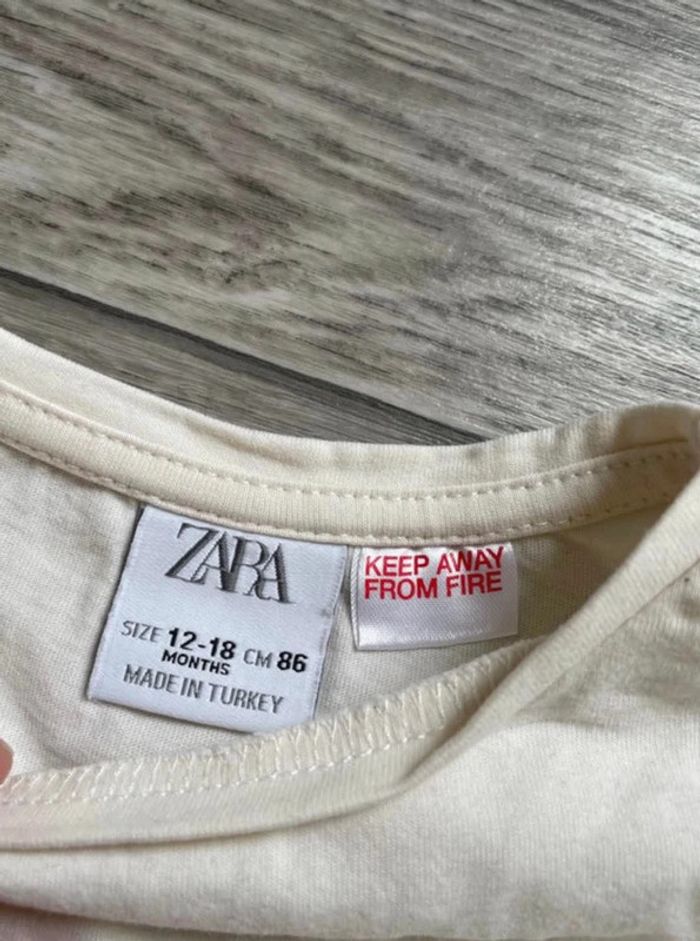 ZARA
SIZE 12-18 CM 86
MONTHS
MADE IN TURKEY
KEEP AWAY
FROM FIRE